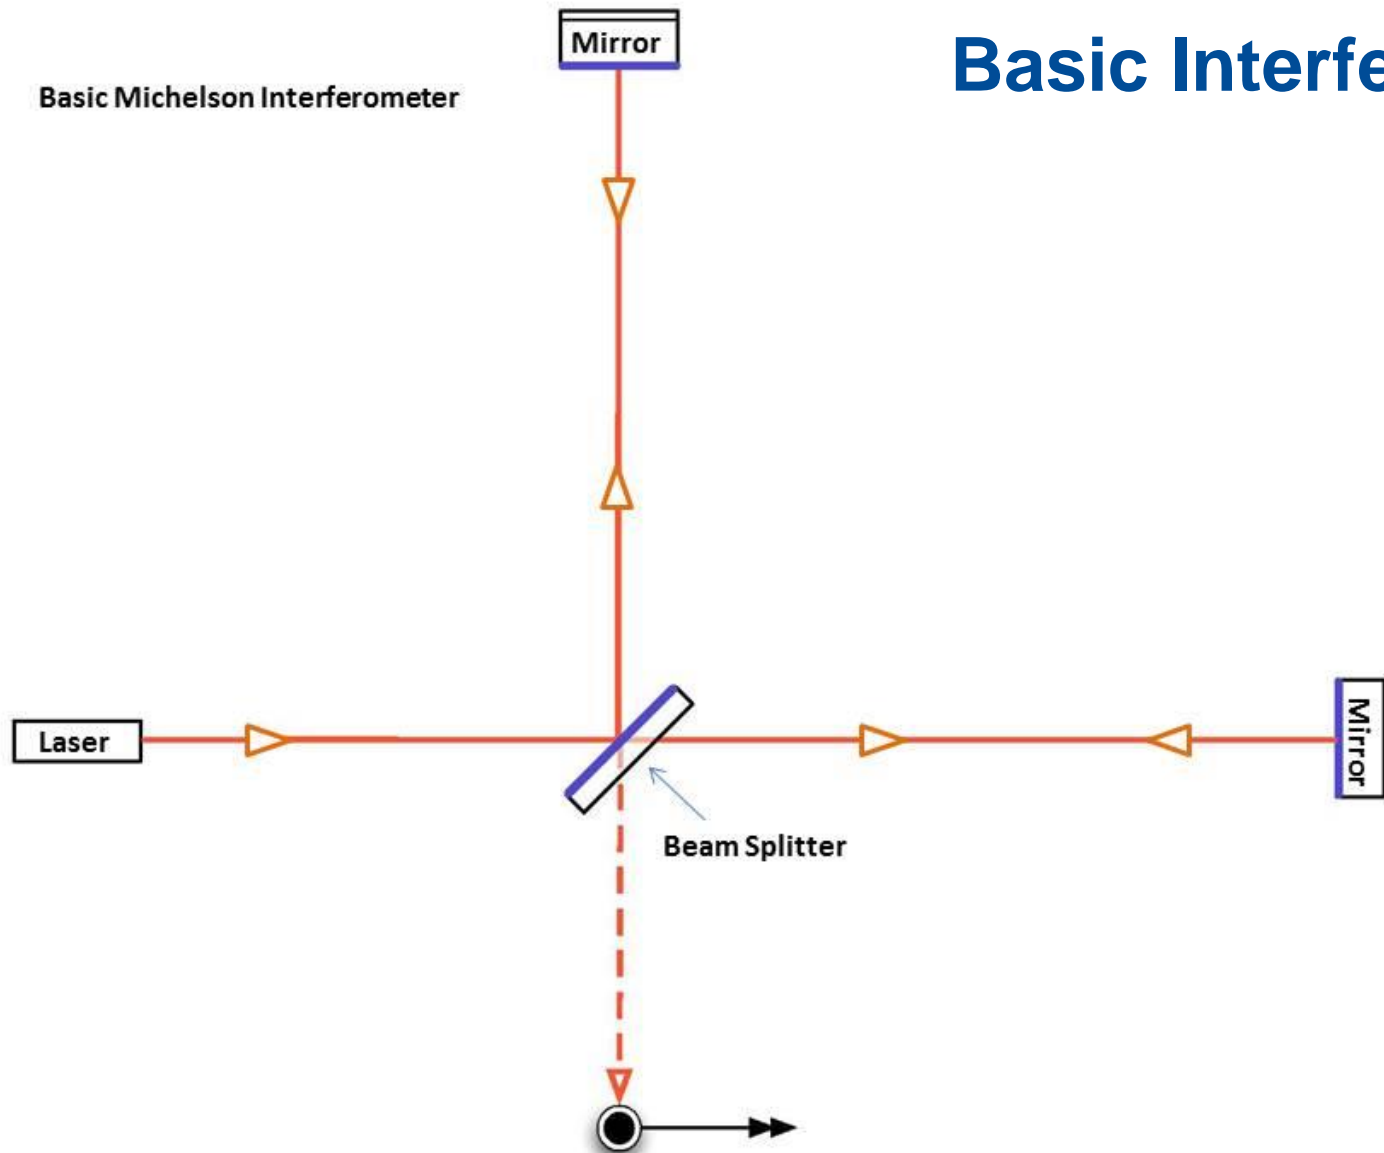 Basic Interfe
Mirror
Basic Michelson Interferometer
Laser
Mirror
Beam Splitter